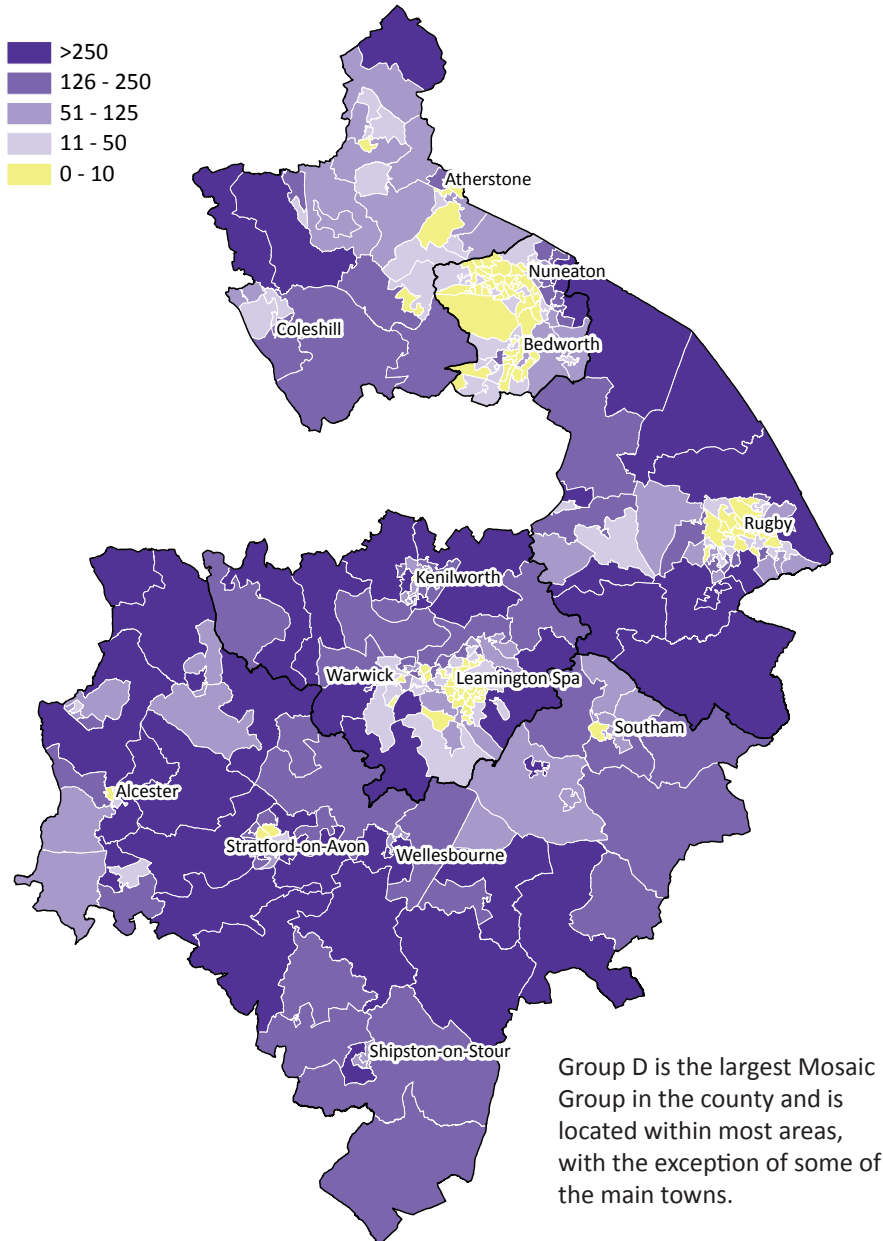 >250
126 - 250
51 - 125
11 - 50
0 - 10
Atherstone
Nuneaton
Coleshill
Bedworth
Rugby
Kenilworth
Warwick
Leamington Spa
Southam
Alcester
Stratford-on-Avon
Wellesbourne
Shipston-on-Stour
Group D is the largest Mosaic
Group in the county and is
located within most areas,
with the exception of some of
the main towns.